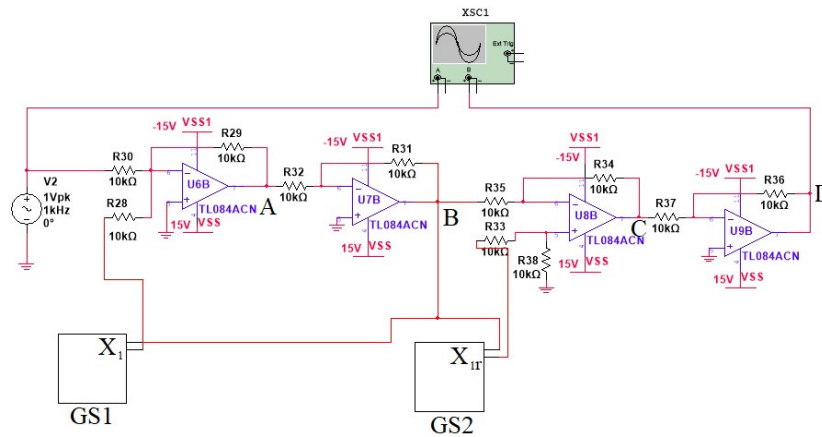 XSC1
Ext Trig
+
-
A
B
+ - + -
V2
1Vpk
1kHz
0°
R30
10kΩ
R28
10kΩ
-15V
VSS1
R29
10kΩ
U6B
TL084ACN
15V
VSS
A
R32
10kΩ
-15V
VSS1
R31
10kΩ
U7B
TL084ACN
15V
VSS
B
R35
10kΩ
R33
10kΩ
R38
10kΩ
-15V
VSS1
R34
10kΩ
U8B
TL084ACN
15V
VSS
C
R37
10kΩ
-15V
VSS1
R36
10kΩ
U9B
TL084ACN
15V
VSS
X1
GS1
X1r
GS2